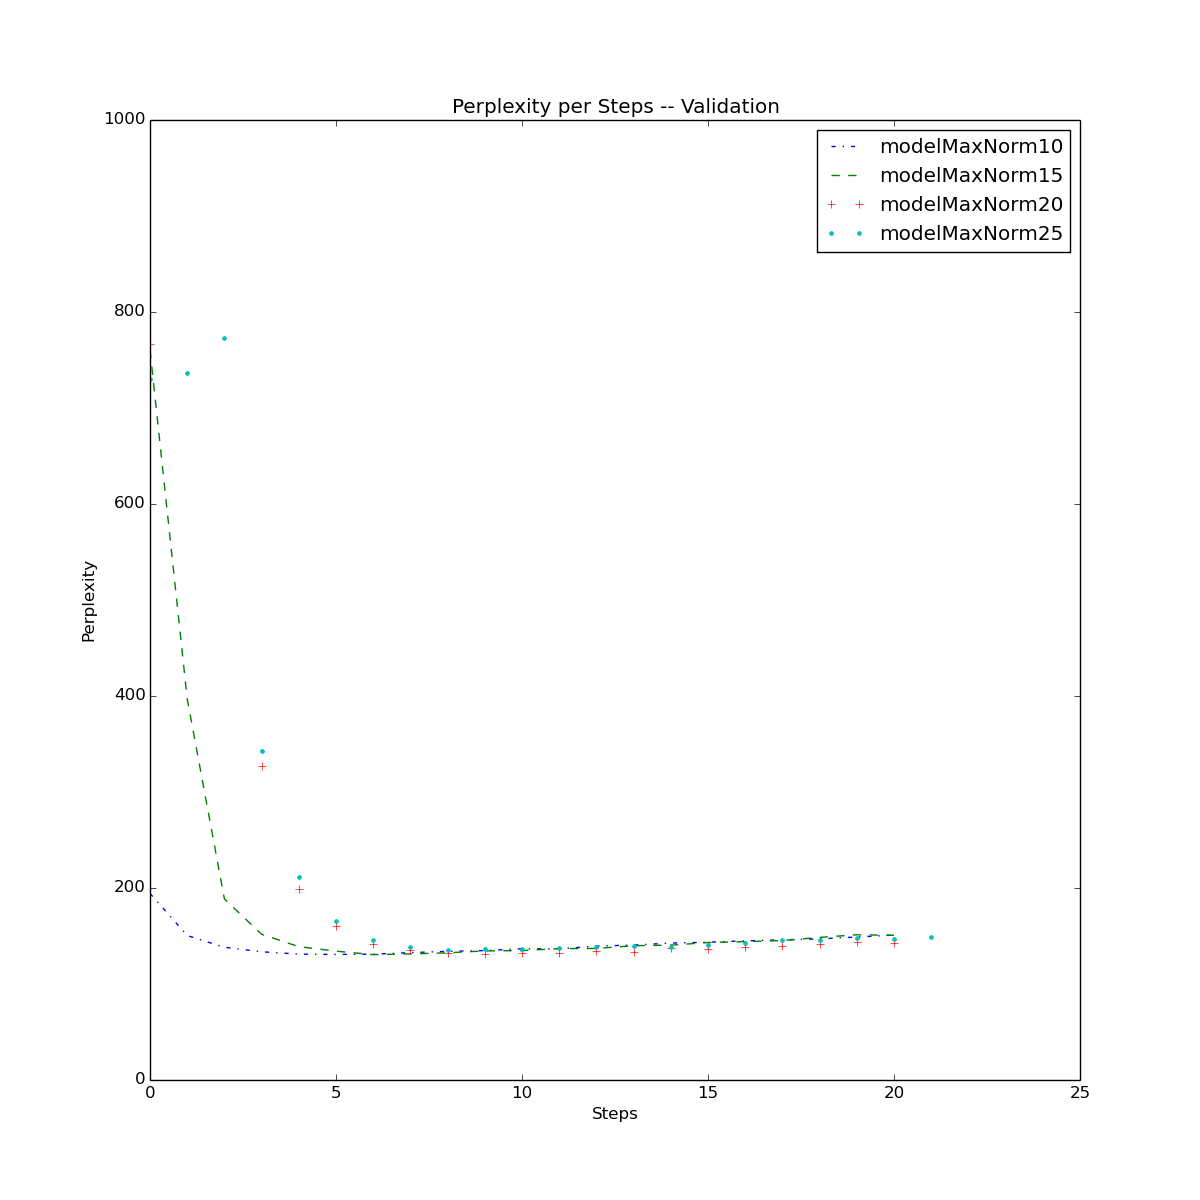 Perplexity per Steps -- Validation
1000
800
600
400
200
0
Perplexity
0 5 10 15 20 25
Steps
modelMaxNorm10
modelMaxNorm15
modelMaxNorm20
modelMaxNorm25